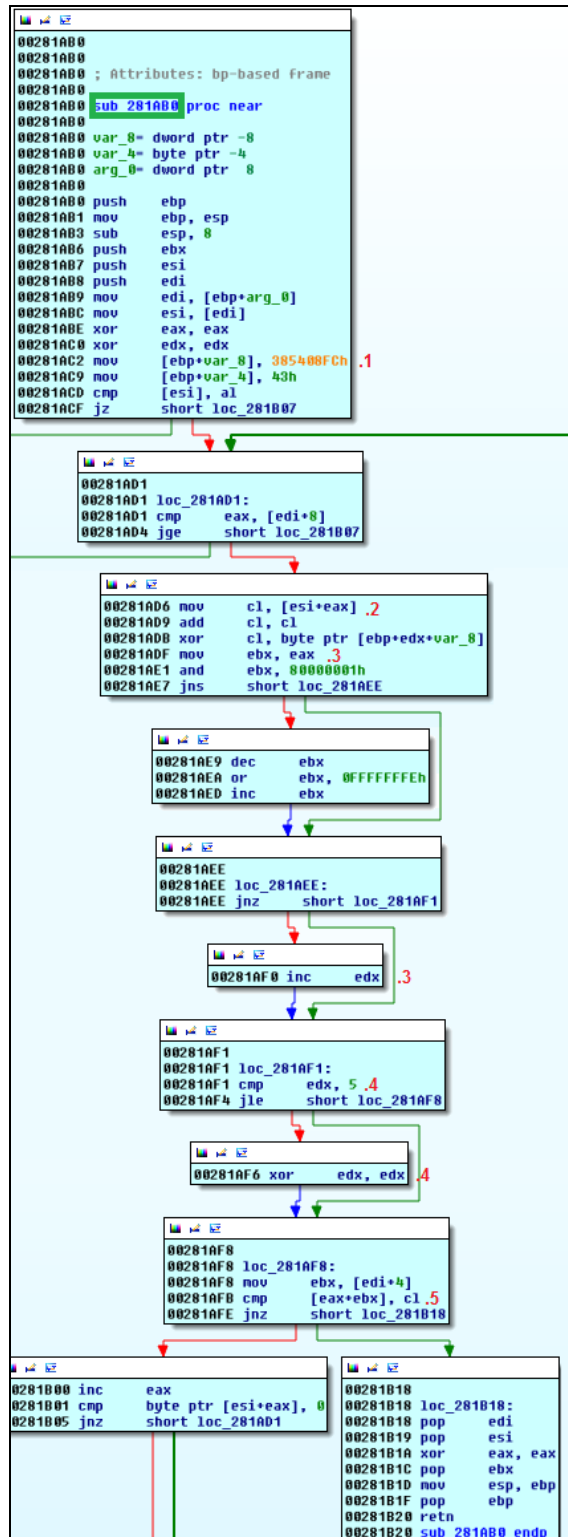 00281AB0
00281AB0
00281AB0 ; Attributes: bp-based frame
00281AB0
00281AB0 sub_281AB0 proc near
00281AB0
00281AB0 var_8= dword ptr -8
00281AB0 var_4= byte ptr -4
00281AB0 arg_0= dword ptr  8
00281AB0
00281AB0 push    ebp
00281AB1 mov     ebp, esp
00281AB3 sub     esp, 8
00281AB6 push    ebx
00281AB7 push    esi
00281AB8 push    edi
00281AB9 mov     edi, [ebp+arg_0]
00281ABC mov     esi, [edi]
00281ABE xor     eax, eax
00281AC0 xor     edx, edx
00281AC2 mov     [ebp+var_8], 385408FCh .1
00281AC9 mov     [ebp+var_4], 43h
00281ACD cmp     [esi], al
00281ACF jz      short loc_281B07
00281AD1
00281AD1 loc_281AD1:
00281AD1 cmp     eax, [edi+8]
00281AD4 jge     short loc_281B07
00281AD6 mov     cl, [esi+eax] .2
00281AD9 add     cl, cl
00281ADB xor     cl, byte ptr [ebp+edx+var_8]
00281ADF mov     ebx, eax .3
00281AE1 and     ebx, 80000001h
00281AE7 jns     short loc_281AEE
00281AE9 dec     ebx
00281AEA or      ebx, 0FFFFFFFEh
00281AED inc     ebx
00281AEE
00281AEE loc_281AEE:
00281AEE jnz     short loc_281AF1
00281AF0 inc     edx .3
00281AF1
00281AF1 loc_281AF1:
00281AF1 cmp     edx, 5 .4
00281AF4 jle     short loc_281AF8
00281AF6 xor     edx, edx .4
00281AF8
00281AF8 loc_281AF8:
00281AF8 mov     ebx, [edi+4]
00281AFB cmp     [eax+ebx], cl .5
00281AFE jnz     short loc_281B18
0281B00 inc     eax
0281B01 cmp     byte ptr [esi+eax], 0
0281B05 jnz     short loc_281AD1
00281B18
00281B18 loc_281B18:
00281B18 pop     edi
00281B19 pop     esi
00281B1A xor     eax, eax
00281B1C pop     ebx
00281B1D mov     esp, ebp
00281B1F pop     ebp
00281B20 retn
00281B20 sub_281AB0 endp